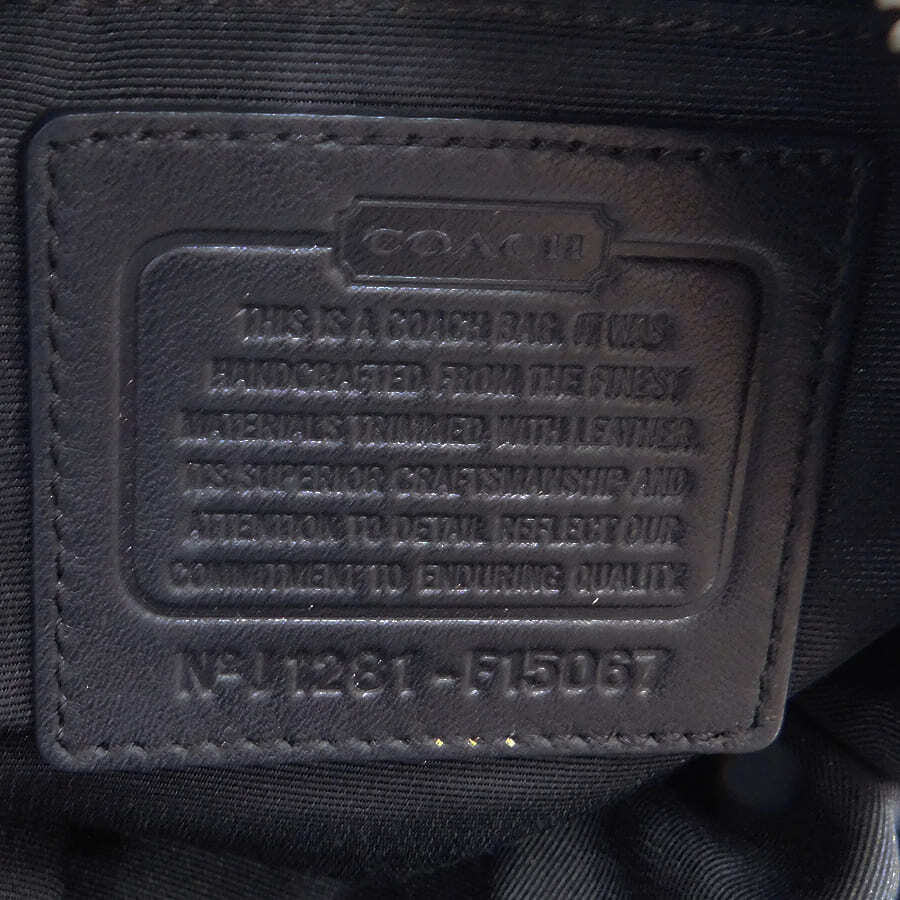 COACH
THIS IS A COACH BAG. IT WAS
HANDCRAFTED FROM THE FINEST
MATERIALS TRIMMED WITH LEATHER.
ITS SUPERIOR CRAFTSMANSHIP AND
ATTENTION TO DETAIL REFLECT OUR
COMMITMENT TO ENDURING QUALITY.
Nº J1281-F15067